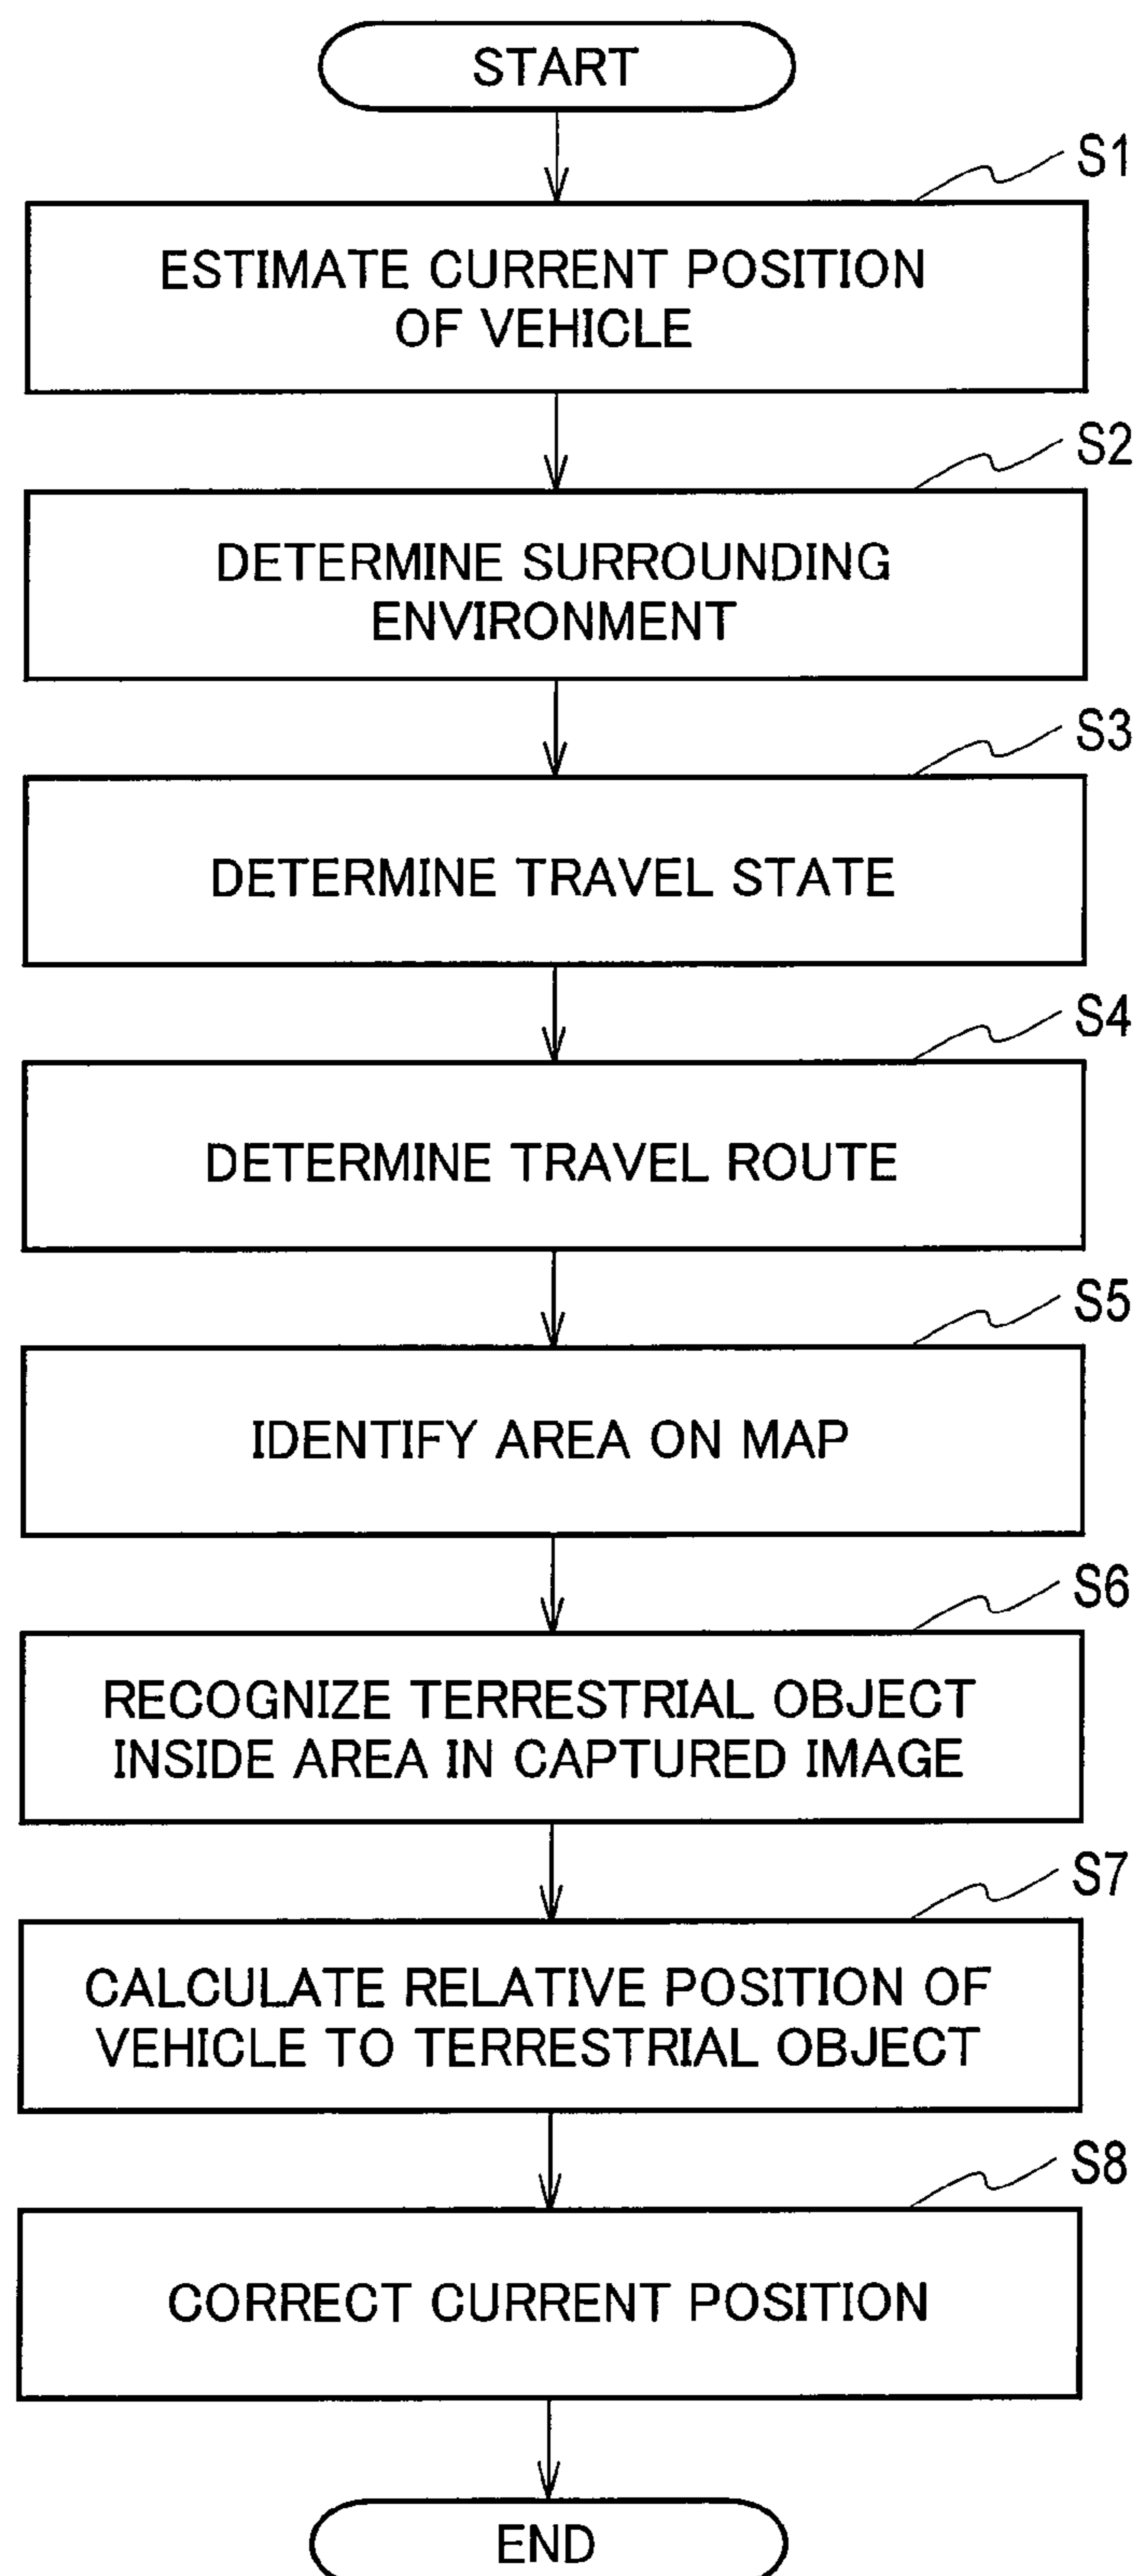 START
S1
ESTIMATE CURRENT POSITION
OF VEHICLE
S2
DETERMINE SURROUNDING
ENVIRONMENT
S3
DETERMINE TRAVEL STATE
S4
DETERMINE TRAVEL ROUTE
S5
IDENTIFY AREA ON MAP
S6
RECOGNIZE TERRESTRIAL OBJECT
INSIDE AREA IN CAPTURED IMAGE
S7
CALCULATE RELATIVE POSITION OF
VEHICLE TO TERRESTRIAL OBJECT
S8
CORRECT CURRENT POSITION
END